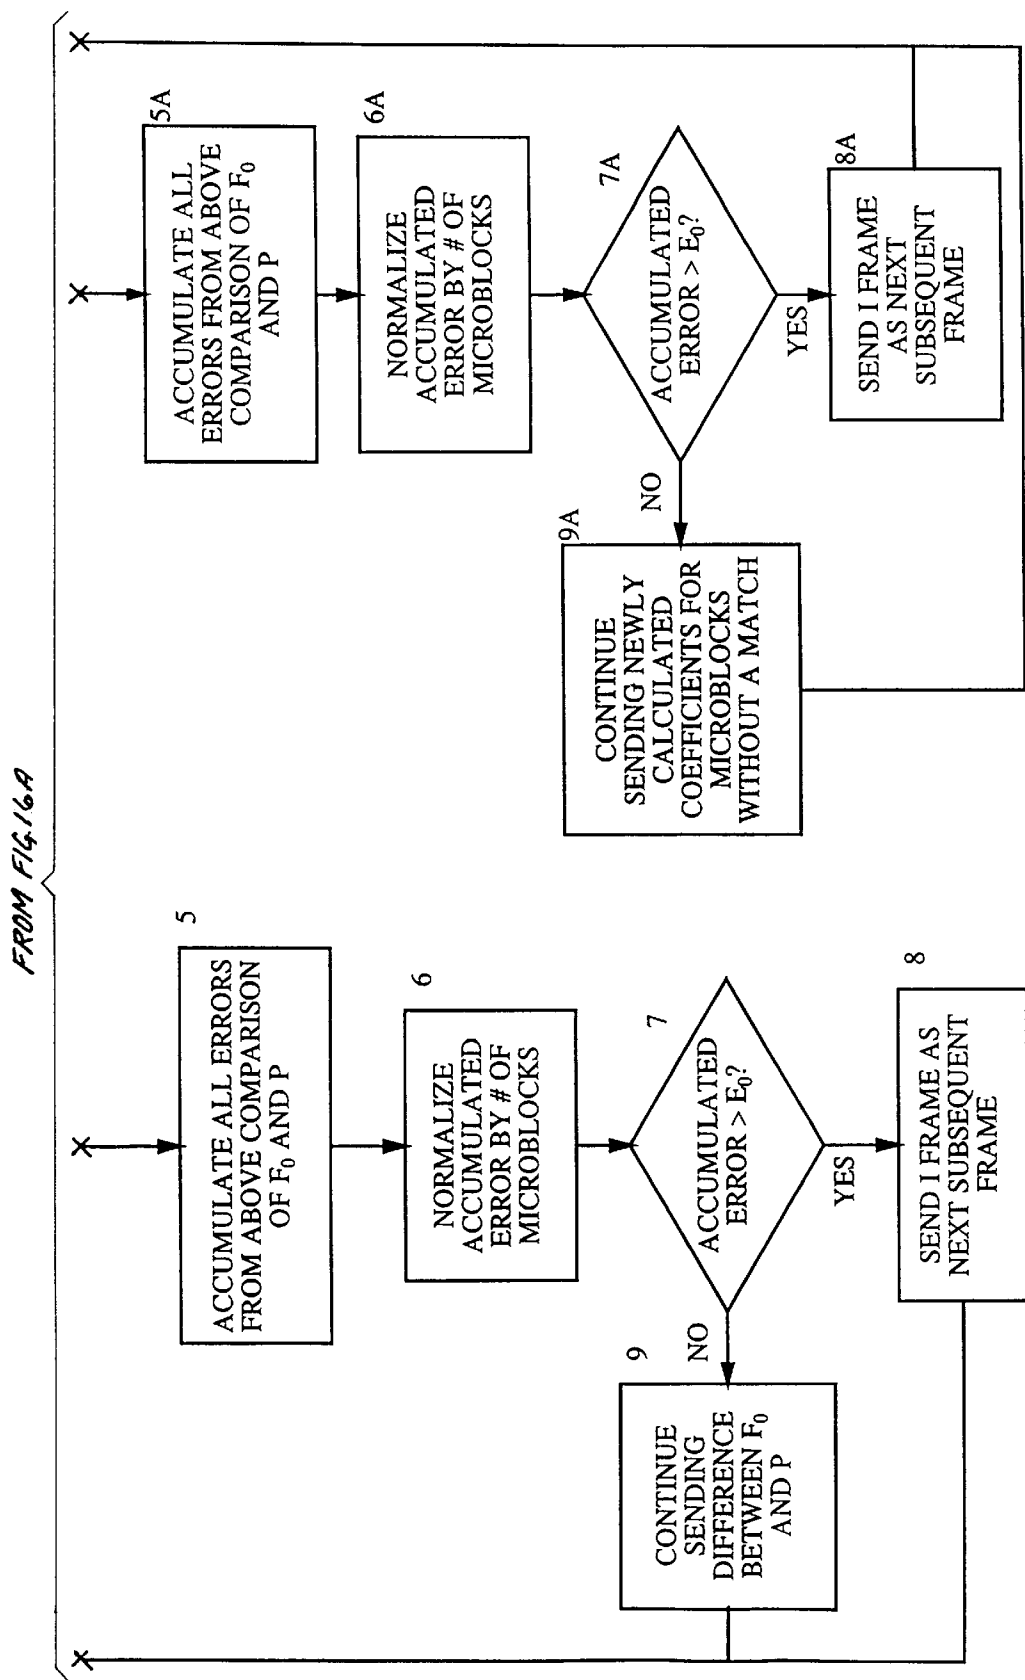 FROM FIG.16A
5
ACCUMULATE ALL ERRORS
FROM ABOVE COMPARISON
OF F₀ AND P
6
NORMALIZE
ACCUMULATED
ERROR BY # OF
MICROBLOCKS
7
ACCUMULATED
ERROR > E₀?
NO
YES
9
CONTINUE
SENDING
DIFFERENCE
BETWEEN F₀
AND P
8
SEND I FRAME AS
NEXT SUBSEQUENT
FRAME
5A
ACCUMULATE ALL
ERRORS FROM ABOVE
COMPARISON OF F₀
AND P
6A
NORMALIZE
ACCUMULATED
ERROR BY # OF
MICROBLOCKS
7A
ACCUMULATED
ERROR > E₀?
NO
YES
9A
CONTINUE
SENDING NEWLY
CALCULATED
COEFFICIENTS FOR
MICROBLOCKS
WITHOUT A MATCH
8A
SEND I FRAME
AS NEXT
SUBSEQUENT
FRAME